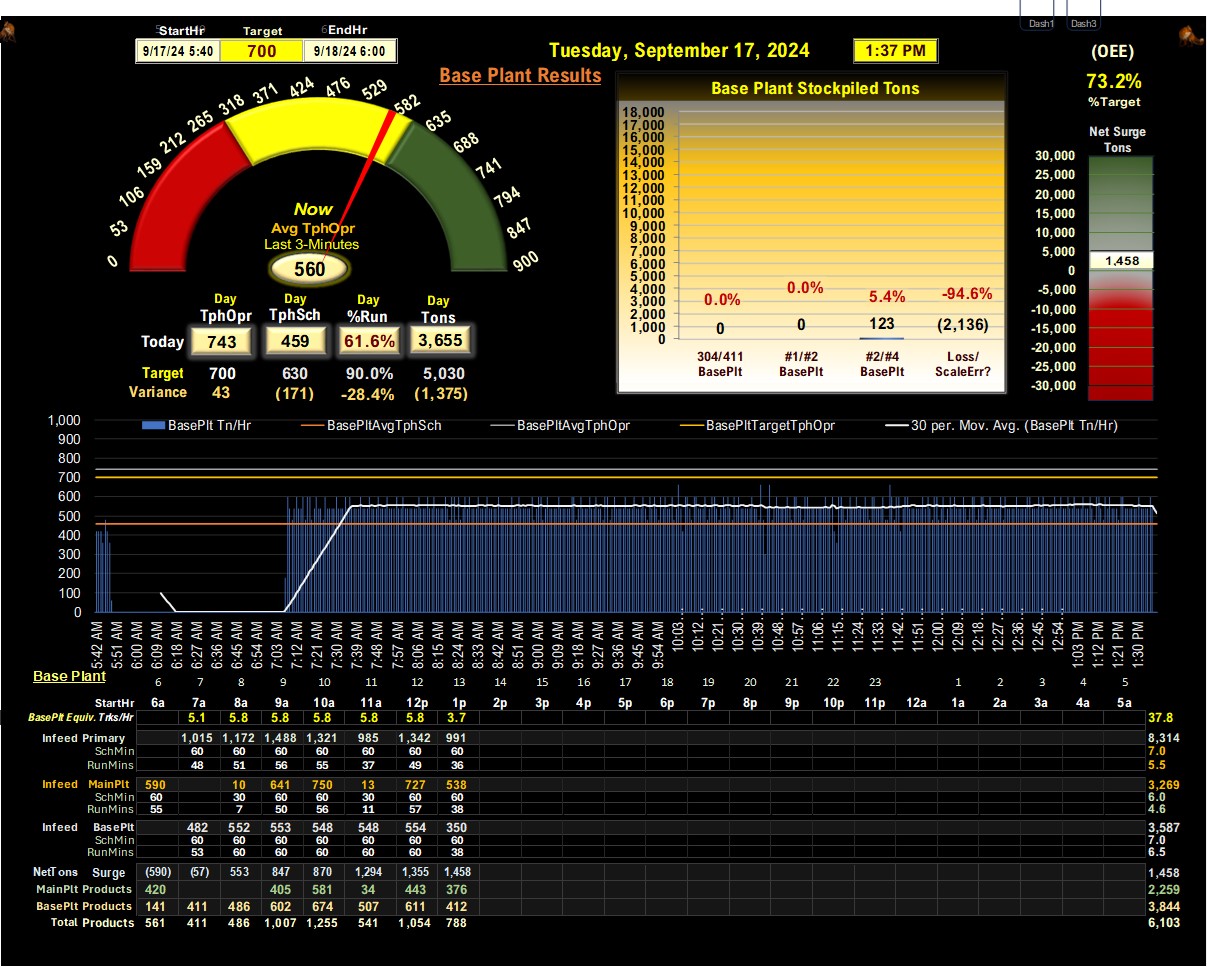 Dash1 Dash3
StartHr Target EndHr
9/17/24 5:40 700 9/18/24 6:00
Tuesday, September 17, 2024 1:37 PM
(OEE)
73.2%
%Target
Base Plant Results
0 53 106 159 212 265 318 371 424 476 529 582 635 688 741 794 847 900
Now
Avg TphOpr
Last 3-Minutes
560
Day Day Day Day
TphOpr TphSch %Run Tons
Today 743 459 61.6% 3,655
Target 700 630 90.0% 5,030
Variance 43 (171) -28.4% (1,375)
Base Plant Stockpiled Tons
18,000
17,000
16,000
15,000
14,000
13,000
12,000
11,000
10,000
9,000
8,000
7,000
6,000
5,000
4,000
3,000
2,000
1,000
0
0.0% 0.0% 5.4% -94.6%
0 0 123 (2,136)
304/411 #1/#2 #2/#4 Loss/
BasePlt BasePlt BasePlt ScaleErr?
Net Surge
Tons
30,000
25,000
20,000
15,000
10,000
5,000
1,458
0
-5,000
-10,000
-15,000
-20,000
-25,000
-30,000
BasePlt Tn/Hr BasePltAvgTphSch BasePltAvgTphOpr BasePltTargetTphOpr 30 per. Mov. Avg. (BasePlt Tn/Hr)
1,000
900
800
700
600
500
400
300
200
100
0
5:42 AM 5:51 AM 6:00 AM 6:09 AM 6:18 AM 6:27 AM 6:36 AM 6:45 AM 6:54 AM 7:03 AM 7:12 AM 7:21 AM 7:30 AM 7:39 AM 7:48 AM 7:57 AM 8:06 AM 8:15 AM 8:24 AM 8:33 AM 8:42 AM 8:51 AM 9:00 AM 9:09 AM 9:18 AM 9:27 AM 9:36 AM 9:45 AM 9:54 AM 10:03... 10:12... 10:21... 10:30... 10:39... 10:48... 10:57... 11:06... 11:15... 11:24... 11:33... 11:42... 11:51... 12:00... 12:09... 12:18... 12:27... 12:36... 12:45... 12:54... 1:03 PM 1:12 PM 1:21 PM 1:30 PM
Base Plant
6 7 8 9 10 11 12 13 14 15 16 17 18 19 20 21 22 23 1 2 3 4 5
StartHr 6a 7a 8a 9a 10a 11a 12p 1p 2p 3p 4p 5p 6p 7p 8p 9p 10p 11p 12a 1a 2a 3a 4a 5a
BasePlt Equiv. Trks/Hr 5.1 5.8 5.8 5.8 5.8 5.8 3.7 37.8
Infeed Primary 1,015 1,172 1,488 1,321 985 1,342 991 8,314
SchMin 60 60 60 60 60 60 60 7.0
RunMins 48 51 56 55 37 49 36 5.5
Infeed MainPlt 590 10 641 750 13 727 538 3,269
SchMin 60 30 60 60 30 60 60 6.0
RunMins 55 7 50 56 11 57 38 4.6
Infeed BasePlt 482 552 553 548 548 554 350 3,587
SchMin 60 60 60 60 60 60 60 7.0
RunMins 53 60 60 60 60 60 38 6.5
NetTons Surge (590) (57) 553 847 870 1,294 1,355 1,458 1,458
MainPlt Products 420 405 581 34 443 376 2,259
BasePlt Products 141 411 486 602 674 507 611 412 3,844
Total Products 561 411 486 1,007 1,255 541 1,054 788 6,103